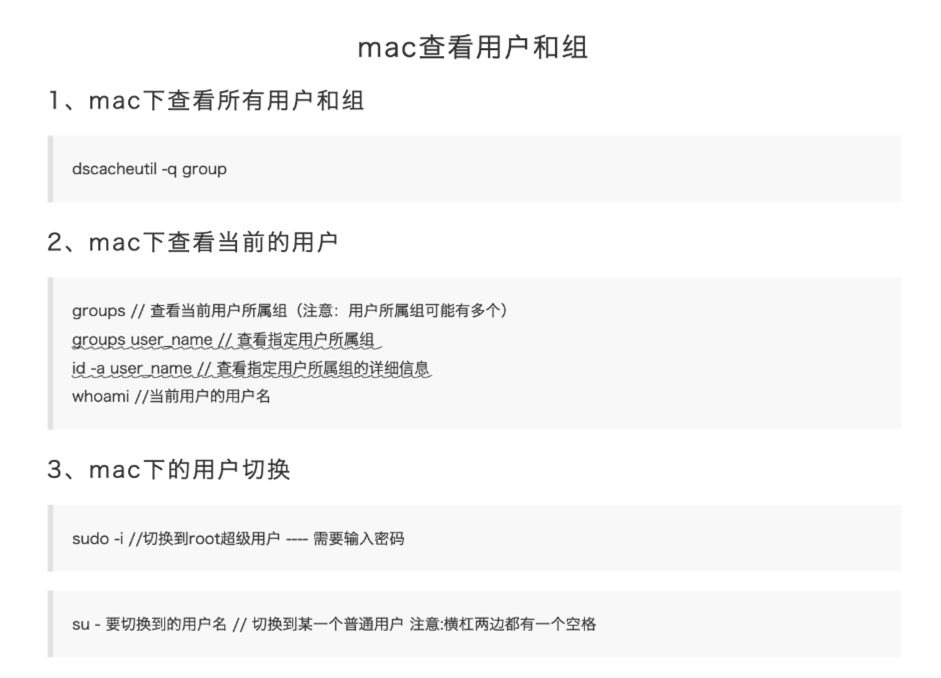 mac查看用户和组
1、mac下查看所有用户和组
dscacheutil -q group
2、mac下查看当前的用户
groups // 查看当前用户所属组（注意：用户所属组可能有多个）
groups user_name // 查看指定用户所属组
id -a user_name // 查看指定用户所属组的详细信息
whoami //当前用户的用户名
3、mac下的用户切换
sudo -i //切换到root超级用户 ---- 需要输入密码
su - 要切换到的用户名 // 切换到某一个普通用户 注意:横杠两边都有一个空格